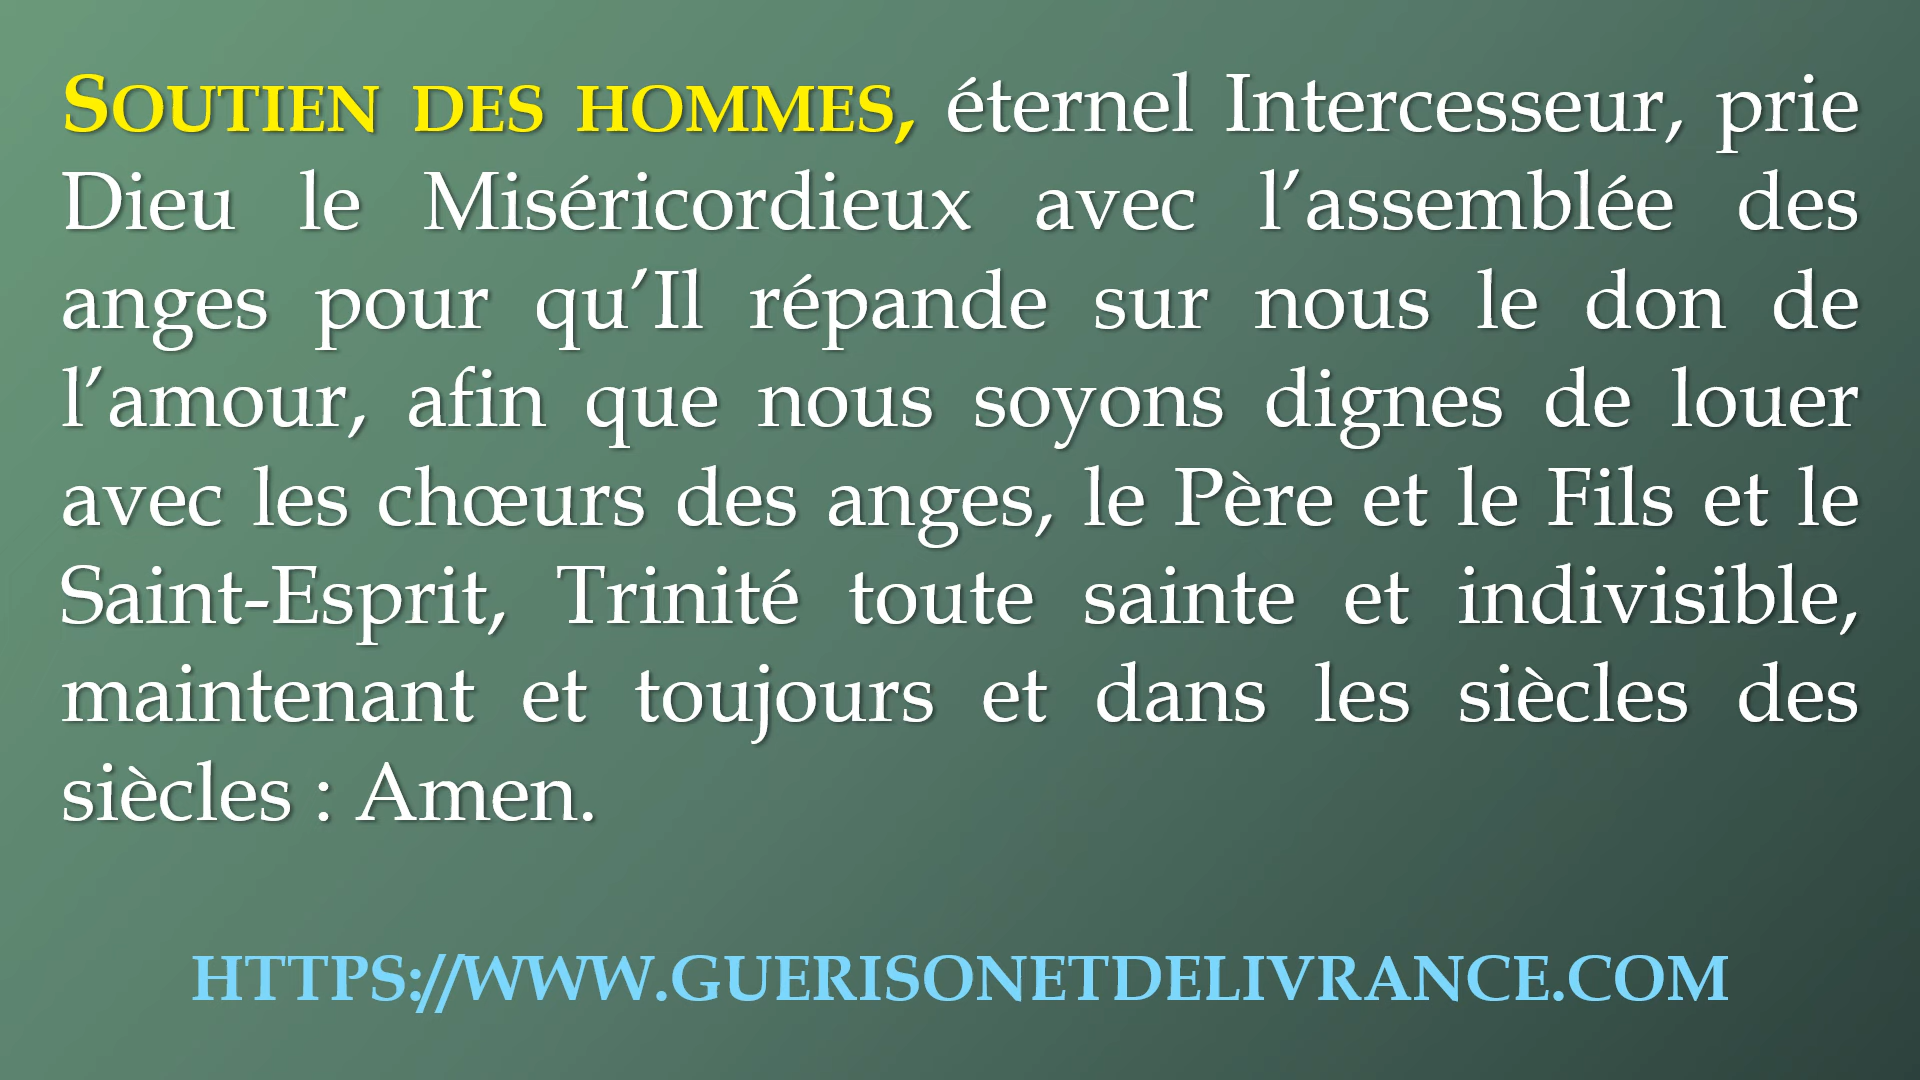 SOUTIEN DES HOMMES, éternel Intercesseur, prie
Dieu le Miséricordieux avec l’assemblée des
anges pour qu’Il répande sur nous le don de
l’amour, afin que nous soyons dignes de louer
avec les chœurs des anges, le Père et le Fils et le
Saint-Esprit, Trinité toute sainte et indivisible,
maintenant et toujours et dans les siècles des
siècles : Amen.
HTTPS://WWW.GUERISONETDELIVRANCE.COM